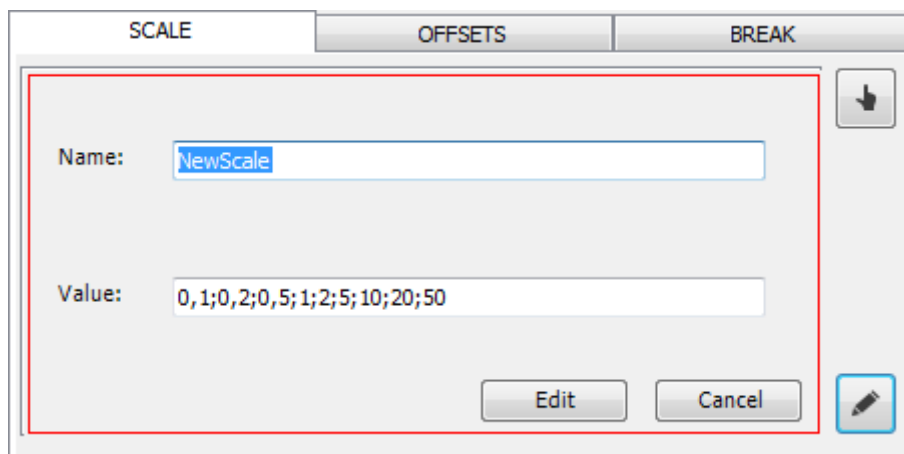 SCALE OFFSETS BREAK
Name: NewScale
Value: 0,1;0,2;0,5;1;2;5;10;20;50
Edit Cancel